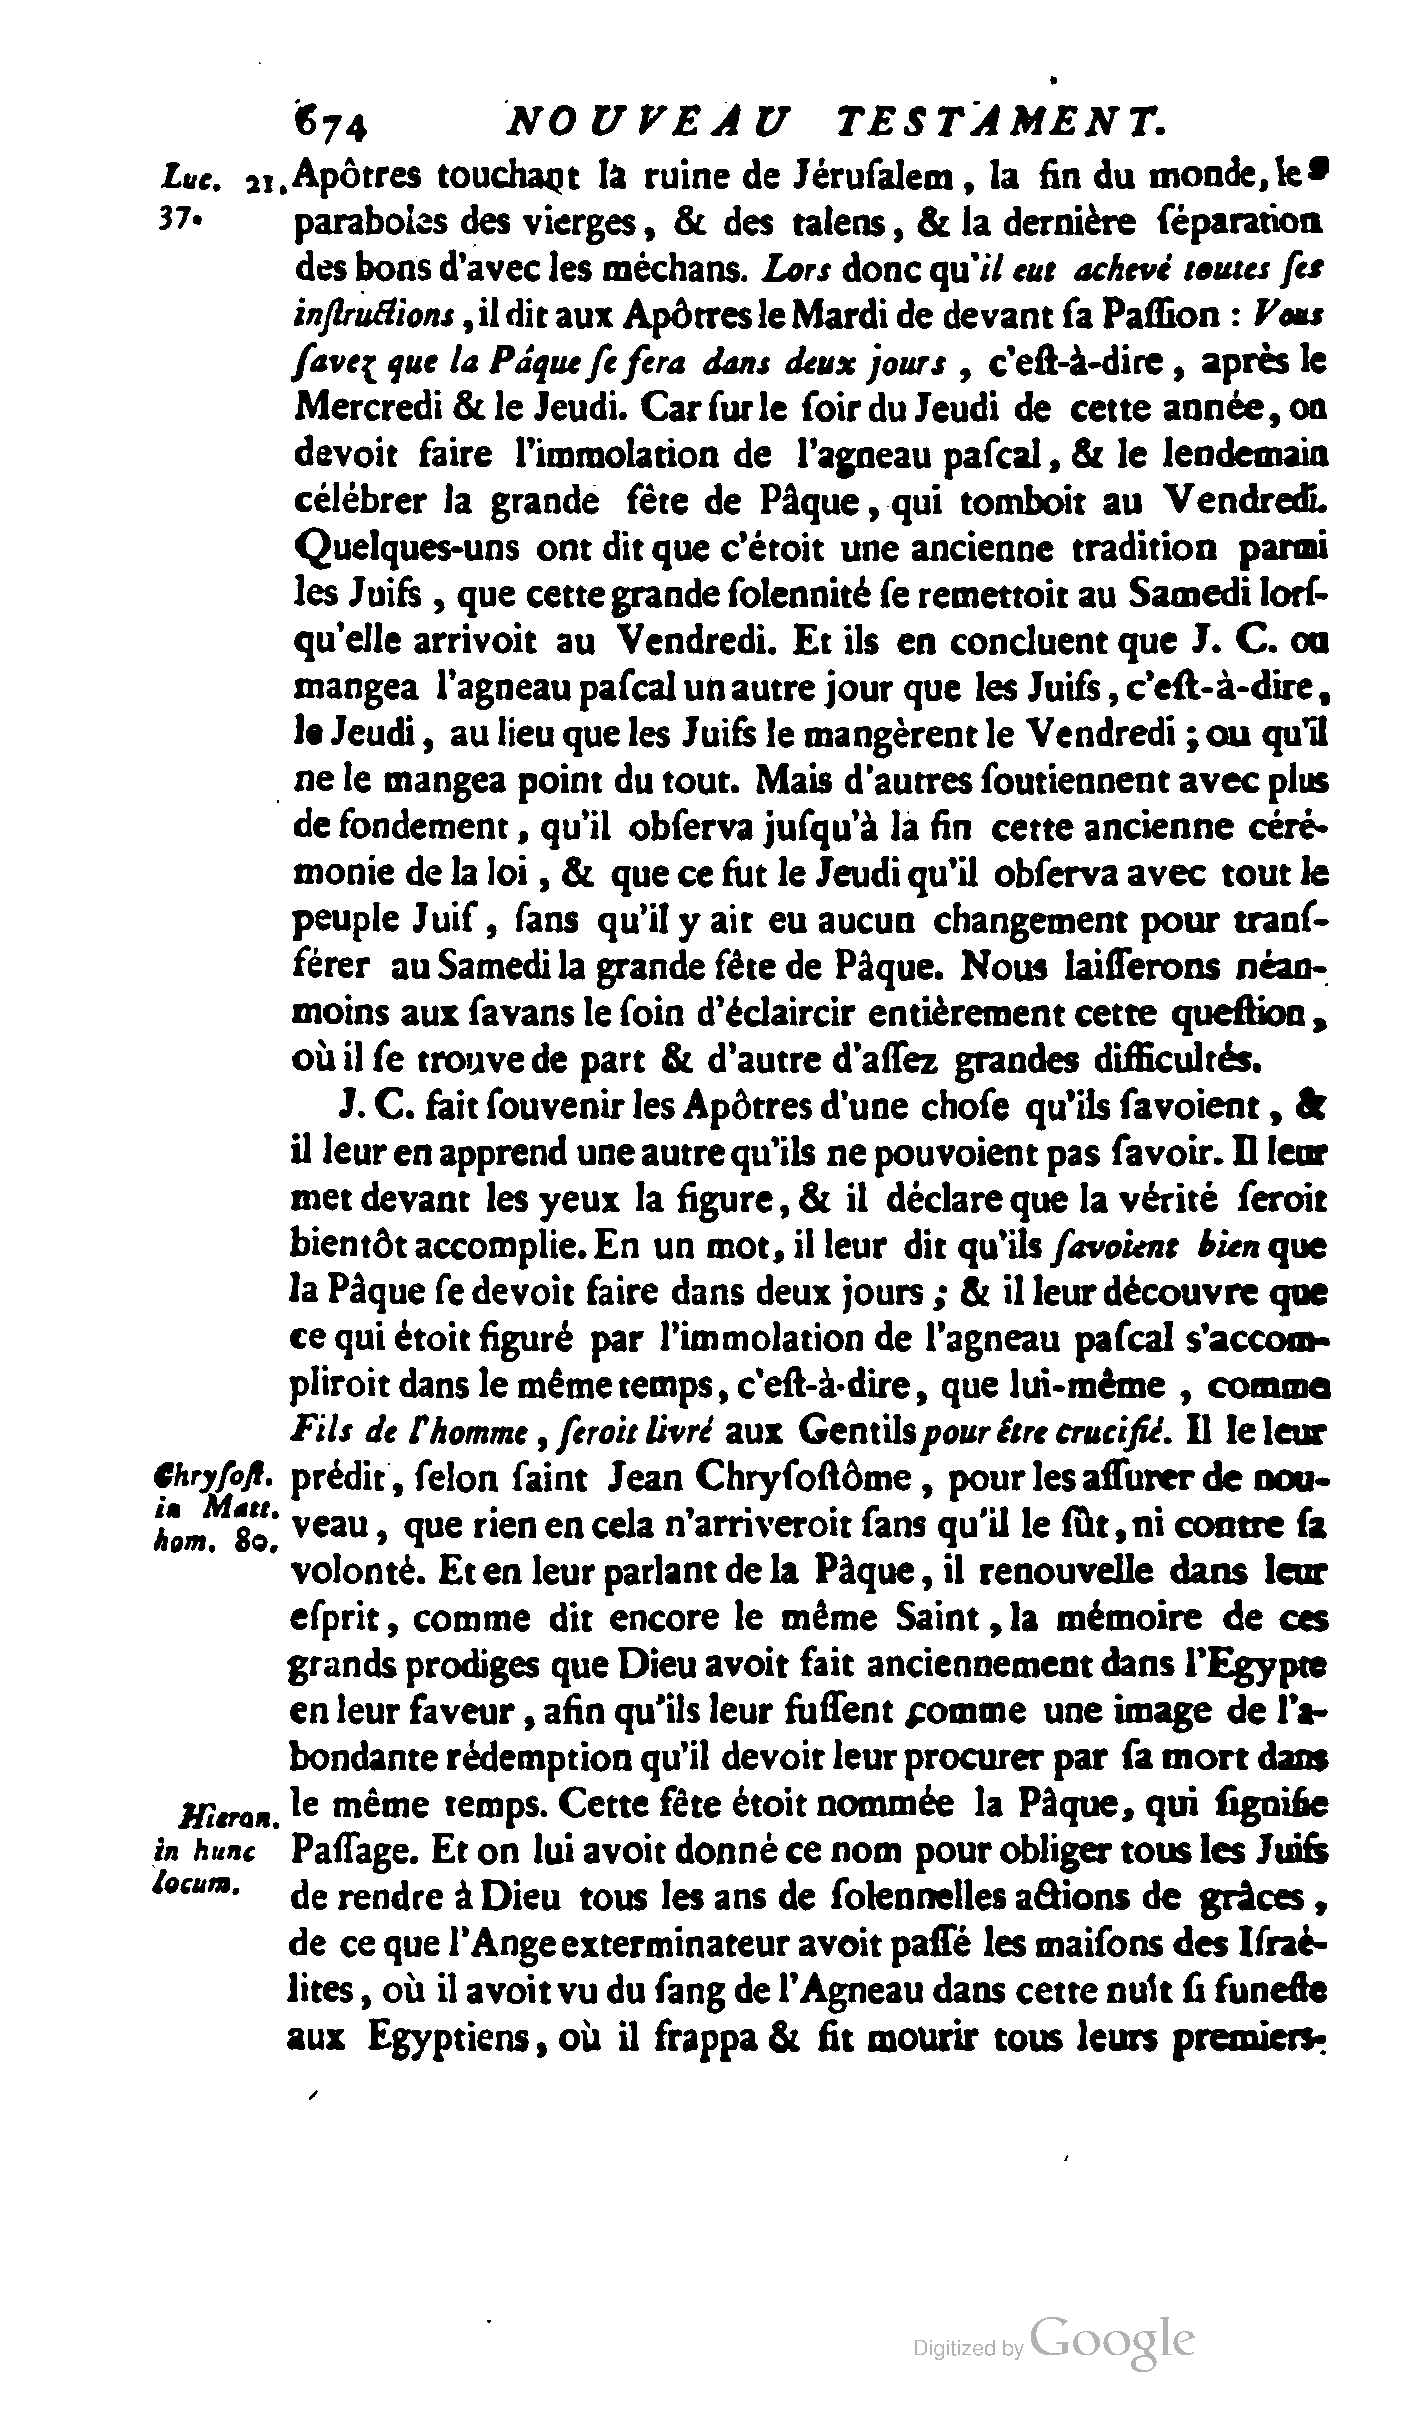 674 NOUVEAU TESTAMENT.
Luc. 21. Apôtres touchant la ruine de Jéruſalem, la fin du monde, les
37. paraboles des vierges, & des talens, & la dernière ſéparation
des bons d'avec les méchans. Lors donc qu'il eut achevé toutes ſes
inſtructions, il dit aux Apôtres le Mardi de devant ſa Paſſion : Vous
ſavez que la Pâque ſe fera dans deux jours, c'eſt-à-dire, après le
Mercredi & le Jeudi. Car ſur le ſoir du Jeudi de cette année, on
devoit faire l'immolation de l'agneau paſcal, & le lendemain
célébrer la grande fête de Pâque, qui tomboit au Vendredi.
Quelques-uns ont dit que c'étoit une ancienne tradition parmi
les Juifs, que cette grande ſolennité ſe remettoit au Samedi lorſ-
qu'elle arrivoit au Vendredi. Et ils en concluent que J. C. ou
mangea l'agneau paſcal un autre jour que les Juifs, c'eſt-à-dire,
le Jeudi, au lieu que les Juifs le mangèrent le Vendredi ; ou qu'il
ne le mangea point du tout. Mais d'autres ſoutiennent avec plus
de fondement, qu'il obſerva juſqu'à la fin cette ancienne céré-
monie de la loi, & que ce fut le Jeudi qu'il obſerva avec tout le
peuple Juif, ſans qu'il y ait eu aucun changement pour tranſ-
férer au Samedi la grande fête de Pâque. Nous laiſſerons néan-
moins aux ſavans le ſoin d'éclaircir entièrement cette queſtion,
où il ſe trouve de part & d'autre d'aſſez grandes difficultés.
J. C. fait ſouvenir les Apôtres d'une choſe qu'ils ſavoient, &
il leur en apprend une autre qu'ils ne pouvoient pas ſavoir. Il leur
met devant les yeux la figure, & il déclare que la vérité ſeroit
bientôt accomplie. En un mot, il leur dit qu'ils ſavoient bien que
la Pâque ſe devoit faire dans deux jours ; & il leur découvre que
ce qui étoit figuré par l'immolation de l'agneau paſcal s'accom-
pliroit dans le même temps, c'eſt-à-dire, que lui-même, comme
Fils de l'homme, ſeroit livré aux Gentils pour être crucifié. Il le leur
Chryſoſt. prédit, ſelon ſaint Jean Chryſoſtôme, pour les aſſurer de nou-
in Matt.
hom. 80. veau, que rien en cela n'arriveroit ſans qu'il le ſût, ni contre ſa
volonté. Et en leur parlant de la Pâque, il renouvelle dans leur
eſprit, comme dit encore le même Saint, la mémoire de ces
grands prodiges que Dieu avoit fait anciennement dans l'Egypte
en leur faveur, afin qu'ils leur fuſſent comme une image de l'a-
bondante rédemption qu'il devoit leur procurer par ſa mort dans
Hieron. le même temps. Cette fête étoit nommée la Pâque, qui ſignifie
in hunc Paſſage. Et on lui avoit donné ce nom pour obliger tous les Juifs
locum. de rendre à Dieu tous les ans de ſolennelles actions de grâces,
de ce que l'Ange exterminateur avoit paſſé les maiſons des Iſraë-
lites, où il avoit vu du ſang de l'Agneau dans cette nuit ſi funeſte
aux Egyptiens, où il frappa & fit mourir tous leurs premiers-
Digitized by Google